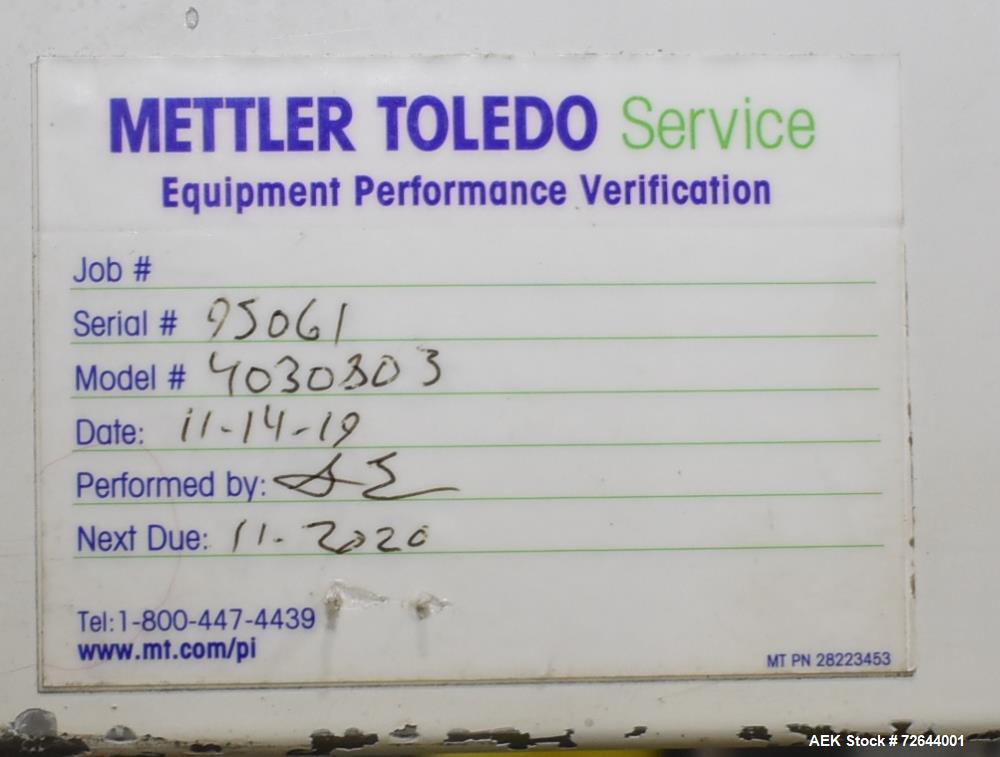 METTLER TOLEDO Service
Equipment Performance Verification
Job #
Serial # 95061
Model # 4030303
Date: 11-14-19
Performed by:
Next Due: 11-2020
Tel:1-800-447-4439
www.mt.com/pi
MT PN 28223453
AEK Stock # 72644001